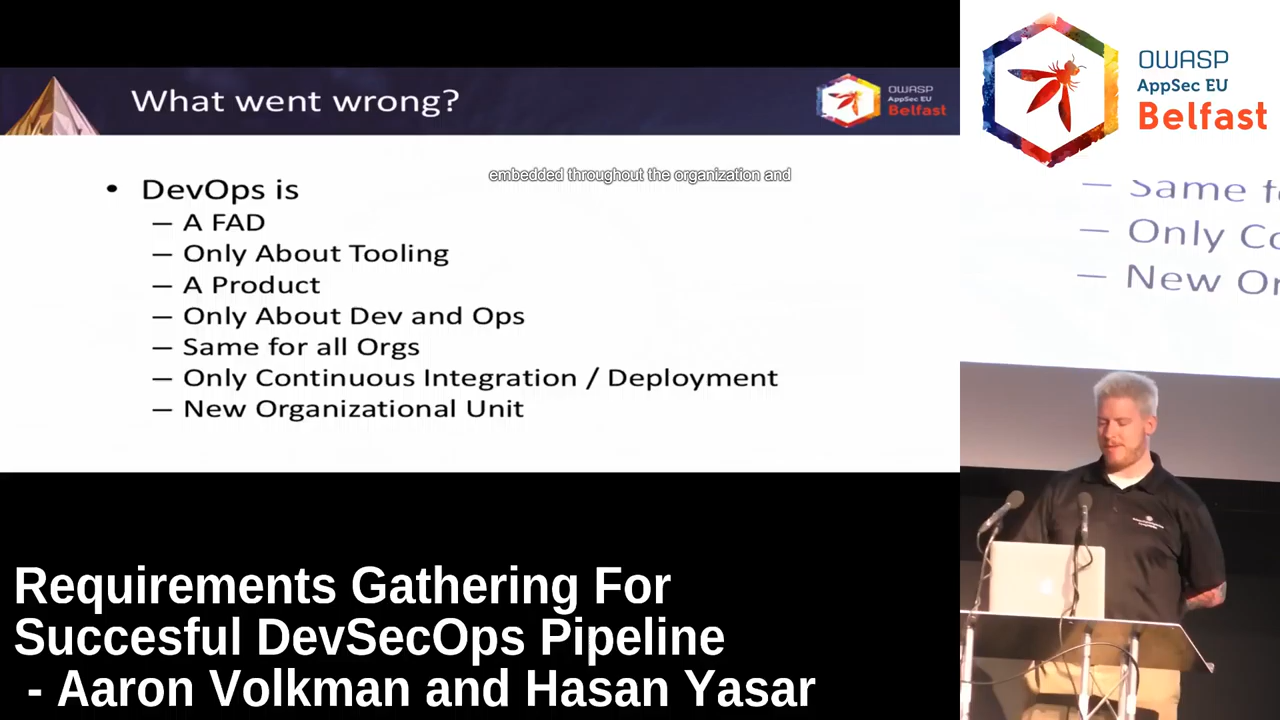 What went wrong?
OWASP
AppSec EU
Belfast
• DevOps is
– A FAD
– Only About Tooling
– A Product
– Only About Dev and Ops
– Same for all Orgs
– Only Continuous Integration / Deployment
– New Organizational Unit
embedded throughout the organization and
OWASP
AppSec EU
Belfast
– Same f
– Only Co
– New Or
Requirements Gathering For
Succesful DevSecOps Pipeline
- Aaron Volkman and Hasan Yasar